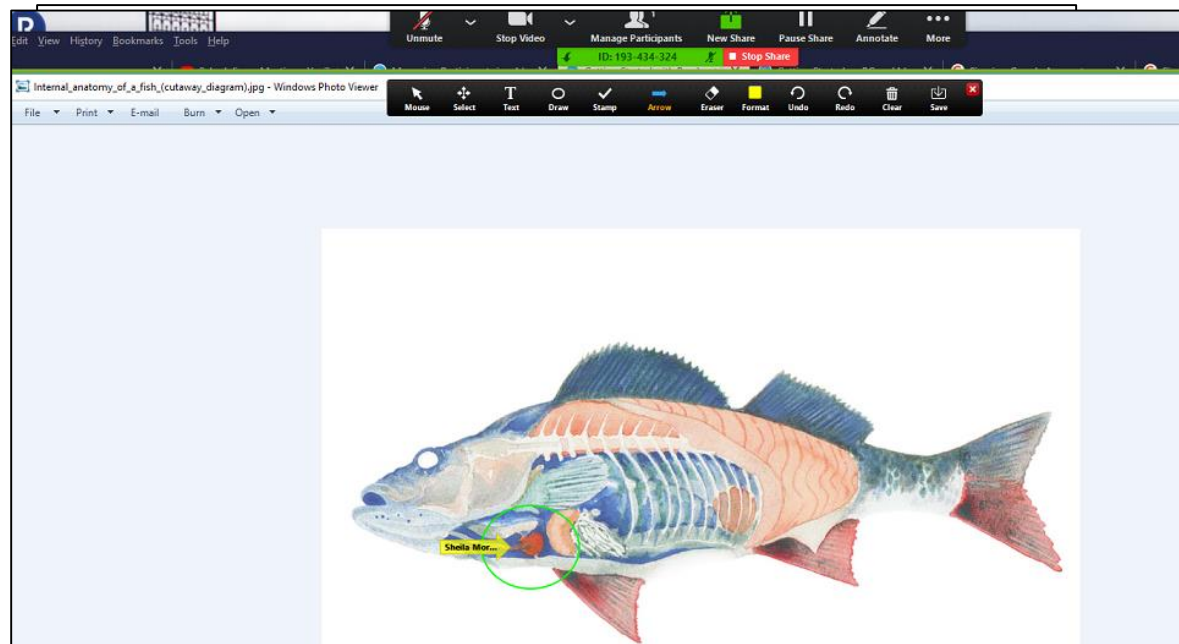 D
Edit View History Bookmarks Tools Help
Unmute Stop Video Manage Participants 1 New Share Pause Share Annotate More
ID: 193-434-324 Stop Share
Internal_anatomy_of_a_fish_(cutaway_diagram).jpg - Windows Photo Viewer
Mouse Select Text Draw Stamp Arrow Eraser Format Undo Redo Clear Save
File Print E-mail Burn Open
Sheila Mor...